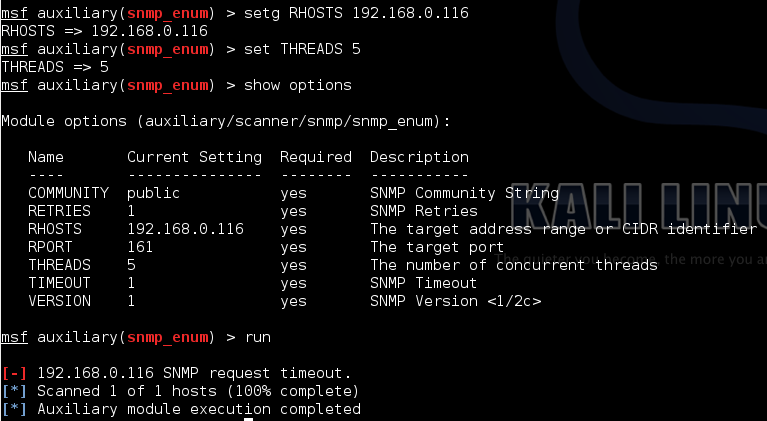 msf auxiliary(snmp_enum) > setg RHOSTS 192.168.0.116
RHOSTS => 192.168.0.116
msf auxiliary(snmp_enum) > set THREADS 5
THREADS => 5
msf auxiliary(snmp_enum) > show options
Module options (auxiliary/scanner/snmp/snmp_enum):
Name Current Setting Required Description
---- --------------- -------- -----------
COMMUNITY public yes SNMP Community String
RETRIES 1 yes SNMP Retries
RHOSTS 192.168.0.116 yes The target address range or CIDR identifier
RPORT 161 yes The target port
THREADS 5 yes The number of concurrent threads
TIMEOUT 1 yes SNMP Timeout
VERSION 1 yes SNMP Version <1/2c>
KALI LINU
The quieter you become, the more you a
msf auxiliary(snmp_enum) > run
[-] 192.168.0.116 SNMP request timeout.
[*] Scanned 1 of 1 hosts (100% complete)
[*] Auxiliary module execution completed